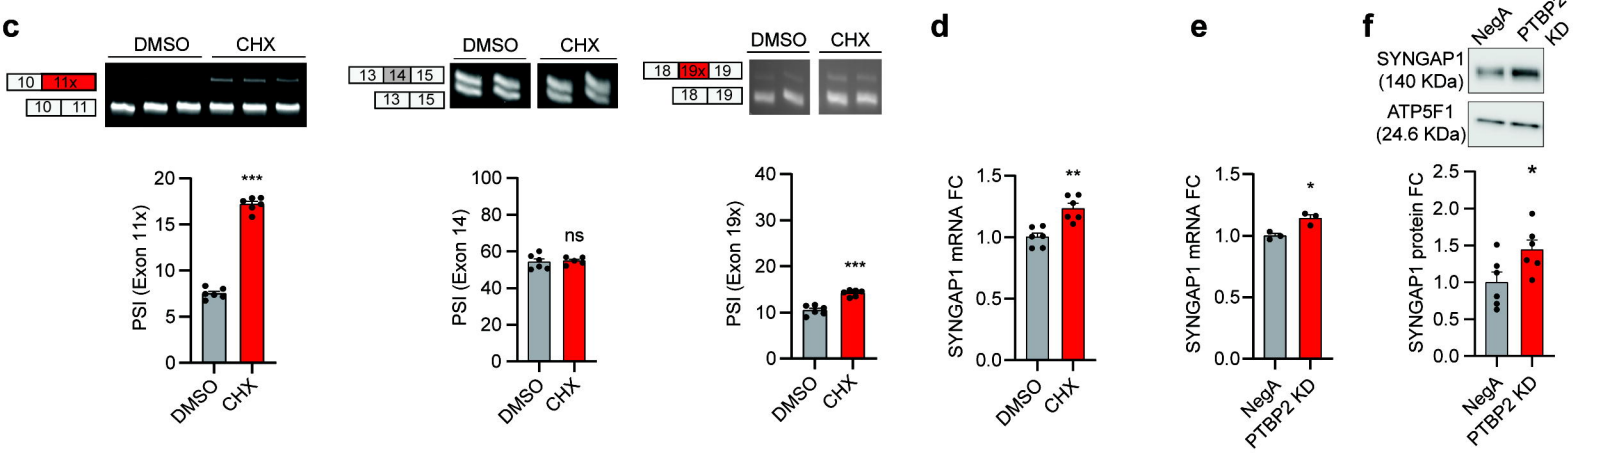 c
DMSO CHX
10 11x
10 11
DMSO CHX
13 14 15
13 15
DMSO CHX
18 19x 19
18 19
PSI (Exon 11x)
20
15
10
5
0
***
DMSO
CHX
PSI (Exon 14)
100
80
60
40
20
0
ns
DMSO
CHX
PSI (Exon 19x)
40
30
20
10
0
***
DMSO
CHX
d
SYNGAP1 mRNA FC
1.5
1.0
0.5
0.0
**
DMSO
CHX
e
SYNGAP1 mRNA FC
1.5
1.0
0.5
0.0
*
NegA
PTBP2 KD
f
NegA
PTBP2
KD
SYNGAP1
(140 KDa)
ATP5F1
(24.6 KDa)
SYNGAP1 protein FC
2.5
2.0
1.5
1.0
0.5
0.0
*
NegA
PTBP2 KD